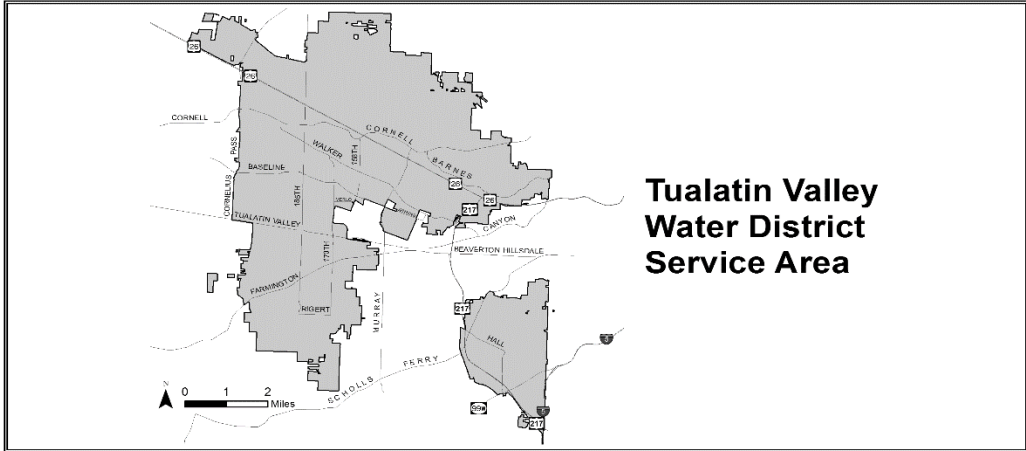 26
26
CORNELL
CORNELL
WALKER
BARNES
158TH
PASS
BASELINE
185TH
26
26
217
CORNELIUS
TUALATIN VALLEY
CANYON
170TH
BEAVERTON HILLSDALE
FARMINGTON
RIGERT
MURRAY
217
HALL
5
SCHOLLS FERRY
N
0 1 2
Miles
99W
5
217
Tualatin Valley
Water District
Service Area